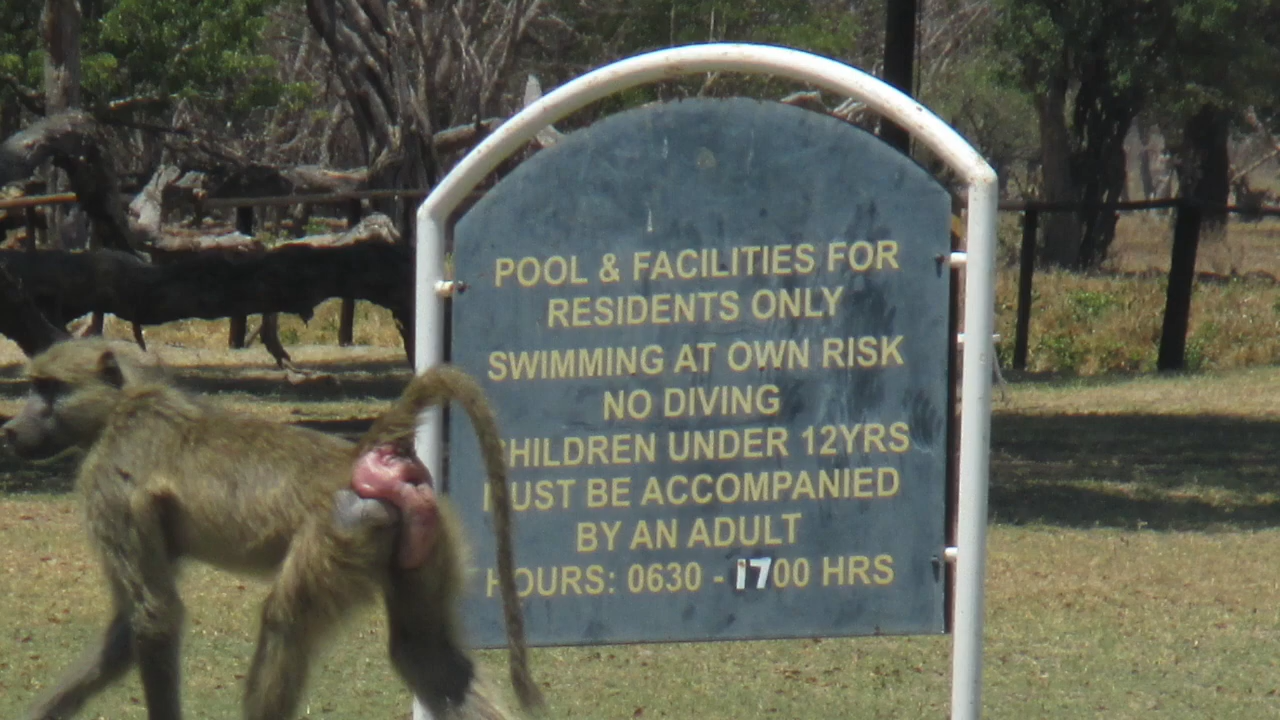 POOL & FACILITIES FOR
RESIDENTS ONLY
SWIMMING AT OWN RISK
NO DIVING
CHILDREN UNDER 12YRS
MUST BE ACCOMPANIED
BY AN ADULT
HOURS: 0630 - 1700 HRS